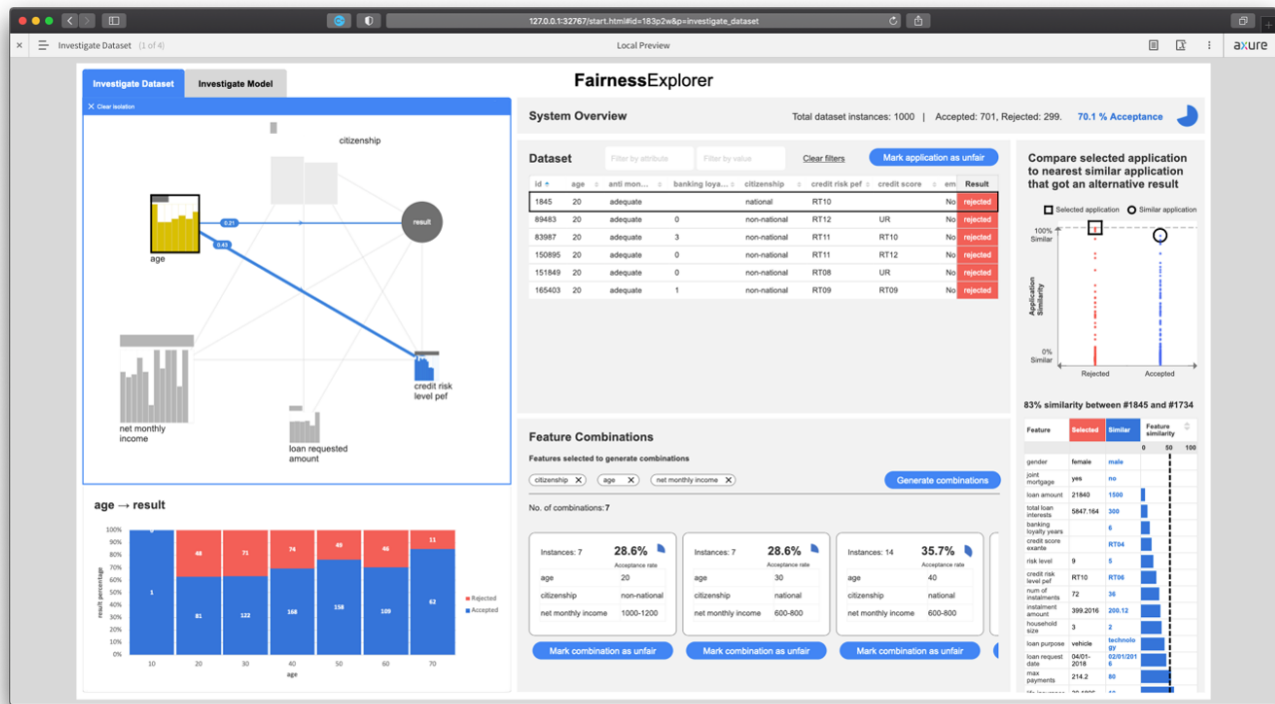 127.0.0.1:32767/start.html#id=183p2w&p=investigate_dataset
Investigate Dataset (1 of 4)
Local Preview
axure
Investigate Dataset
Investigate Model
FairnessExplorer
Clear isolation
citizenship
age
0.21
0.43
result
net monthly
income
loan requested
amount
credit risk
level pef
age → result
100%
90%
80%
70%
60%
50%
40%
30%
20%
10%
0%
result percentage
48
71
74
49
46
11
1
81
122
168
158
109
62
10 20 30 40 50 60 70
age
Rejected
Accepted
System Overview
Total dataset instances: 1000 | Accepted: 701, Rejected: 299. 70.1 % Acceptance
Dataset
Filter by attribute
Filter by value
Clear filters
Mark application as unfair
id age anti mon... banking loya... citizenship credit risk pef credit score em Result
1845 20 adequate national RT10 No rejected
89483 20 adequate 0 non-national RT12 UR No rejected
83987 20 adequate 3 non-national RT11 RT10 No rejected
150895 20 adequate 0 non-national RT11 RT12 No rejected
151849 20 adequate 0 non-national RT08 UR No rejected
165403 20 adequate 1 non-national RT09 RT09 No rejected
Feature Combinations
Features selected to generate combinations
citizenship X
age X
net monthly income X
Generate combinations
No. of combinations: 7
Instances: 7 28.6%
Acceptance rate
age 20
citizenship non-national
net monthly income 1000-1200
Mark combination as unfair
Instances: 7 28.6%
Acceptance rate
age 30
citizenship national
net monthly income 600-800
Mark combination as unfair
Instances: 14 35.7%
Acceptance rate
age 40
citizenship national
net monthly income 600-800
Mark combination as unfair
Compare selected application
to nearest similar application
that got an alternative result
Selected application
Similar application
100%
Similar
Application
Similarity
0%
Similar
Rejected
Accepted
83% similarity between #1845 and #1734
Feature Selected Similar Feature
similarity
0 50 100
gender female male
joint
mortgage yes no
loan amount 21840 1500
total loan
interests 5847.164 300
banking
loyalty years 6
credit score
exante RT04
risk level 9 5
credit risk
level pef RT10 RT06
num of
instalments 72 36
instalment
amount 399.2016 200.12
household
size 3 2
loan purpose vehicle technolo
gy
loan request
date 04/01-
2018 02/01/201
6
max
payments 214.2 80